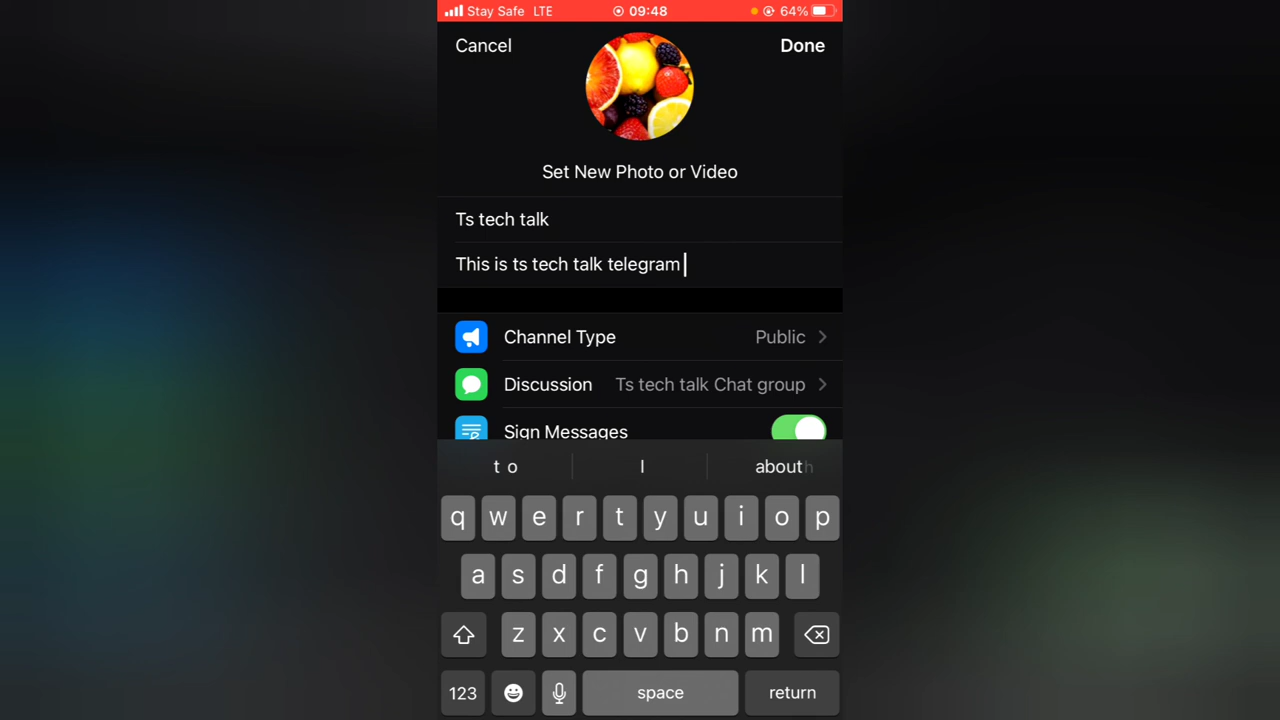 Stay Safe LTE 09:48 64%
Cancel Done
Set New Photo or Video
Ts tech talk
This is ts tech talk telegram
Channel Type Public
Discussion Ts tech talk Chat group
Sign Messages
t o I about
q w e r t y u i o p
a s d f g h j k l
z x c v b n m
123 space return